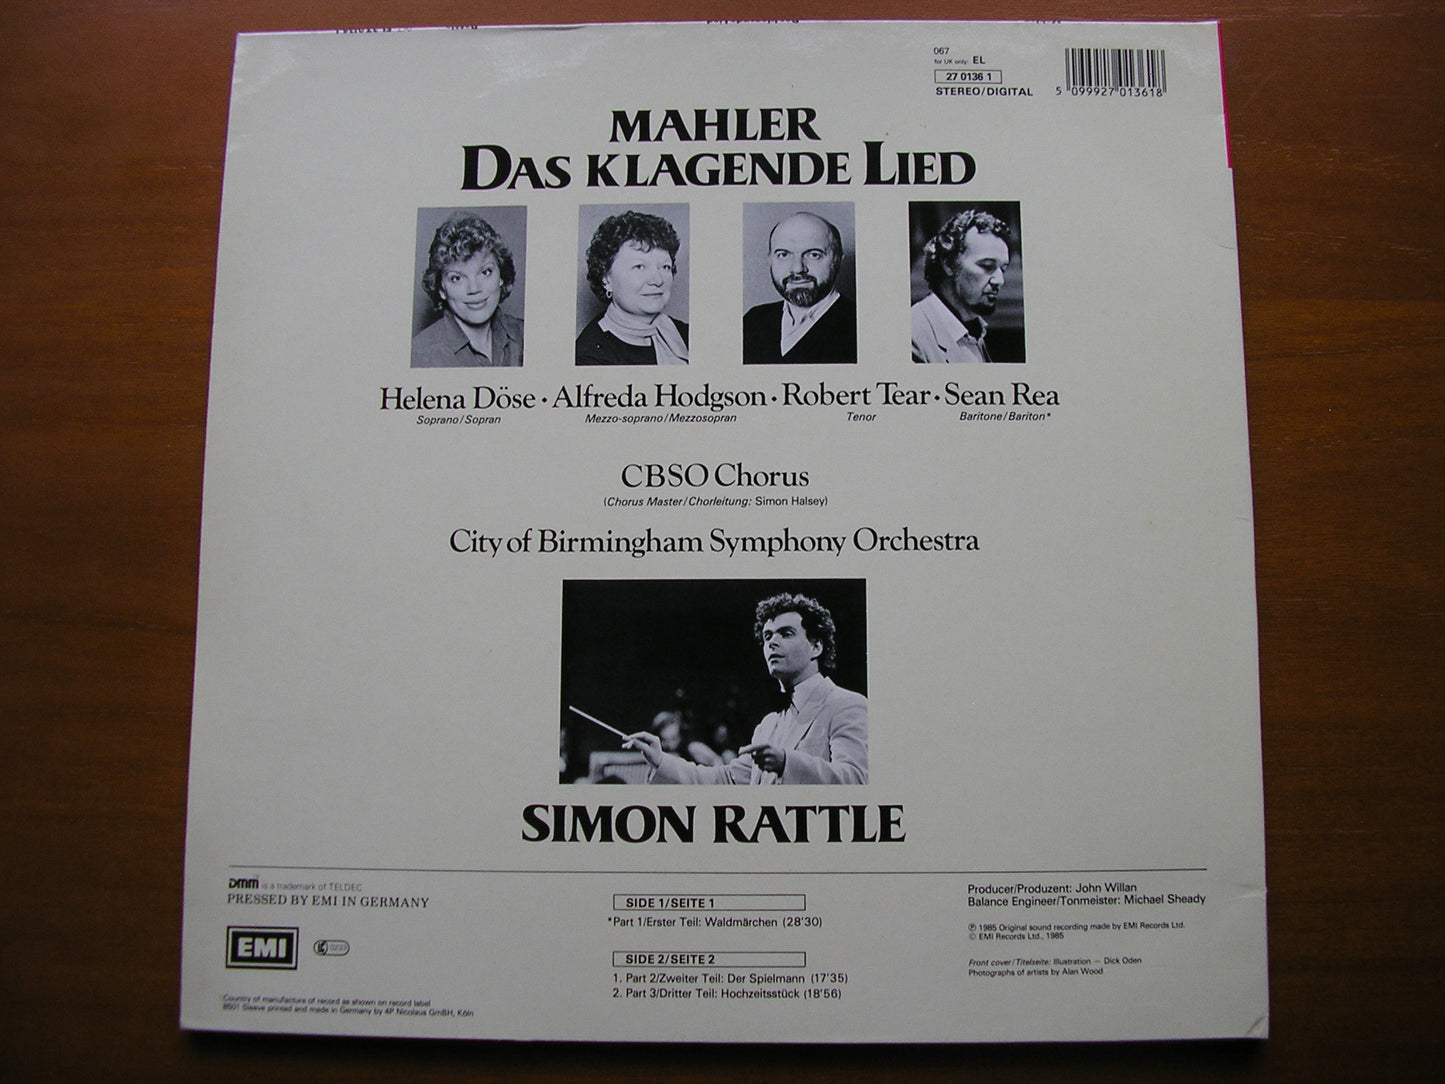 067
for UK only: EL
27 0136 1
STEREO/DIGITAL
5 099927 013618
MAHLER
DAS KLAGENDE LIED
Helena Döse · Alfreda Hodgson · Robert Tear · Sean Rea
Soprano/Sopran Mezzo-soprano/Mezzosopran Tenor Baritone/Bariton*
CBSO Chorus
(Chorus Master/Chorleitung: Simon Halsey)
City of Birmingham Symphony Orchestra
SIMON RATTLE
DMM is a trademark of TELDEC
PRESSED BY EMI IN GERMANY
EMI
0233
Country of manufacture of record as shown on record label
8501 Sleeve printed and made in Germany by 4P Nicolaus GmBH, Köln
SIDE 1/SEITE 1
*Part 1/Erster Teil: Waldmärchen (28'30)
SIDE 2/SEITE 2
1. Part 2/Zweiter Teil: Der Spielmann (17'35)
2. Part 3/Dritter Teil: Hochzeitsstück (18'56)
Producer/Produzent: John Willan
Balance Engineer/Tonmeister: Michael Sheady
℗ 1985 Original sound recording made by EMI Records Ltd.
© EMI Records Ltd., 1985
Front cover/Titelseite: Illustration — Dick Oden
Photographs of artists by Alan Wood